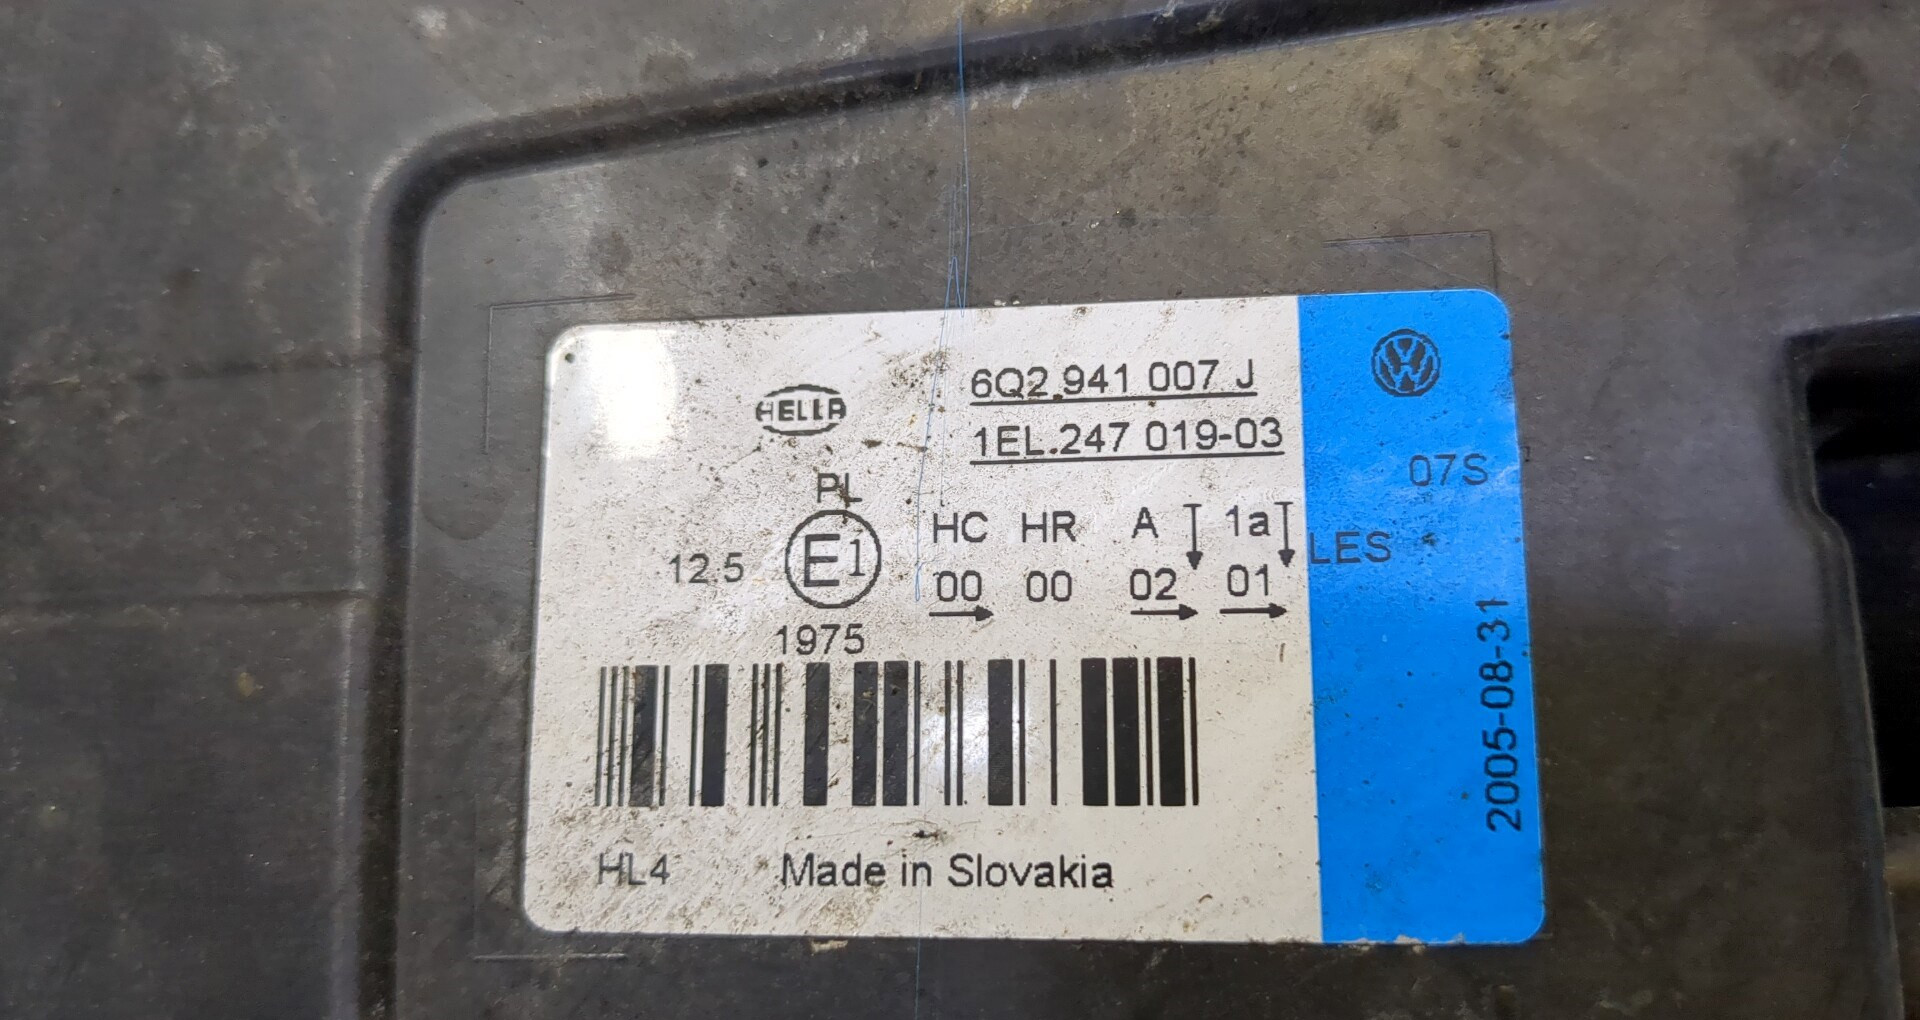 HELLA
6Q2.941 007 J
1EL.247 019-03
07S
PL
HC HR A 1a LES
12.5 E1 00 00 02 01
1975
2005-08-31
HL4 Made in Slovakia